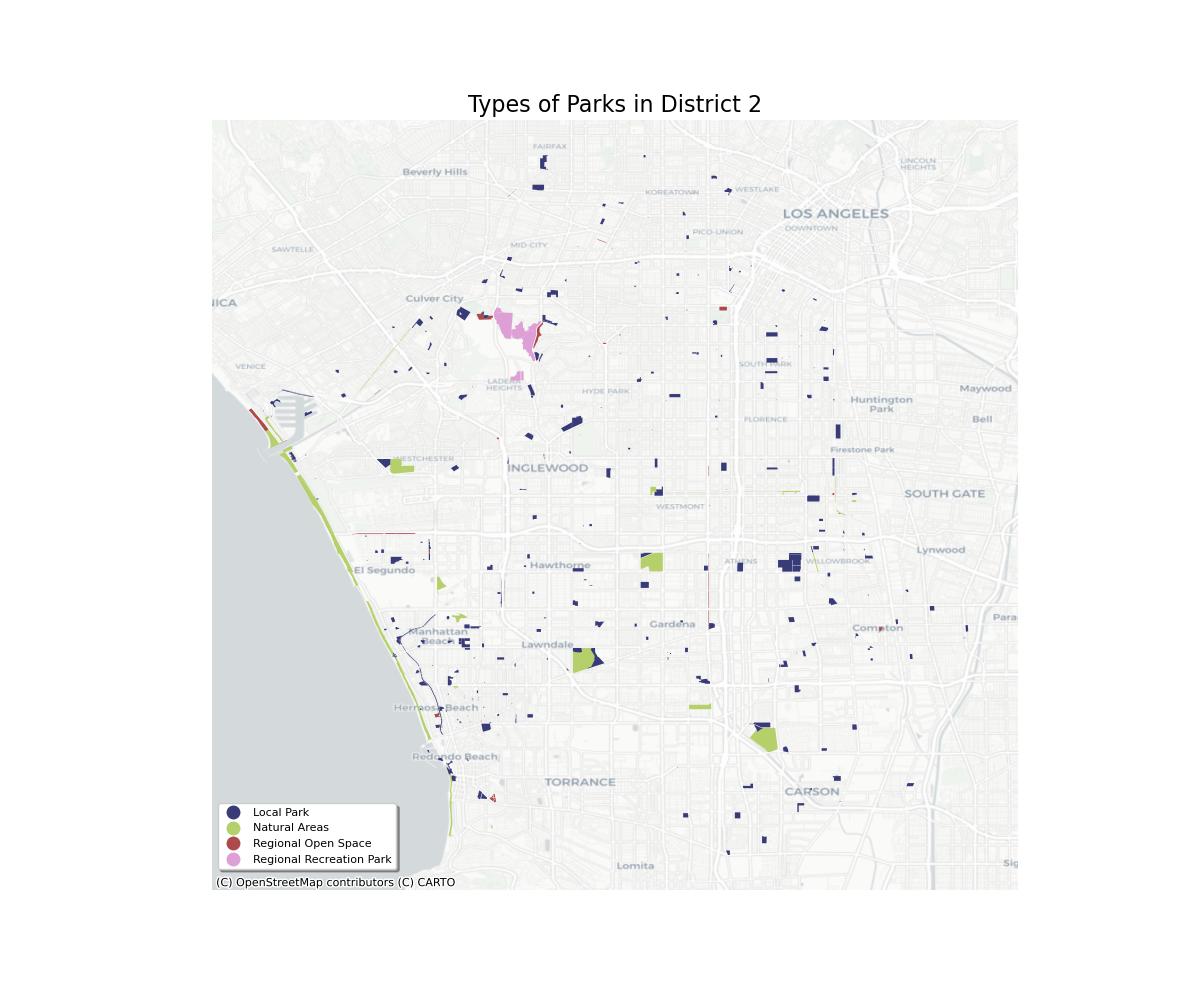 Types of Parks in District 2
FAIRFAX
Beverly Hills
LINCOLN
HEIGHTS
KOREATOWN
WESTLAKE
LOS ANGELES
DOWNTOWN
PICO-UNION
MID-CITY
SAWTELLE
NICA
Culver City
VENICE
SOUTH PARK
LADERA
HEIGHTS
HYDE PARK
Maywood
Huntington
Park
Bell
FLORENCE
Firestone Park
WESTCHESTER
INGLEWOOD
SOUTH GATE
WESTMONT
Lynwood
El Segundo
Hawthorne
ATHENS
WILLOWBROOK
Para
Gardena
Compton
Manhattan
Beach
Lawndale
Hermosa Beach
Redondo Beach
TORRANCE
CARSON
Lomita
Sig
Local Park
Natural Areas
Regional Open Space
Regional Recreation Park
(C) OpenStreetMap contributors (C) CARTO